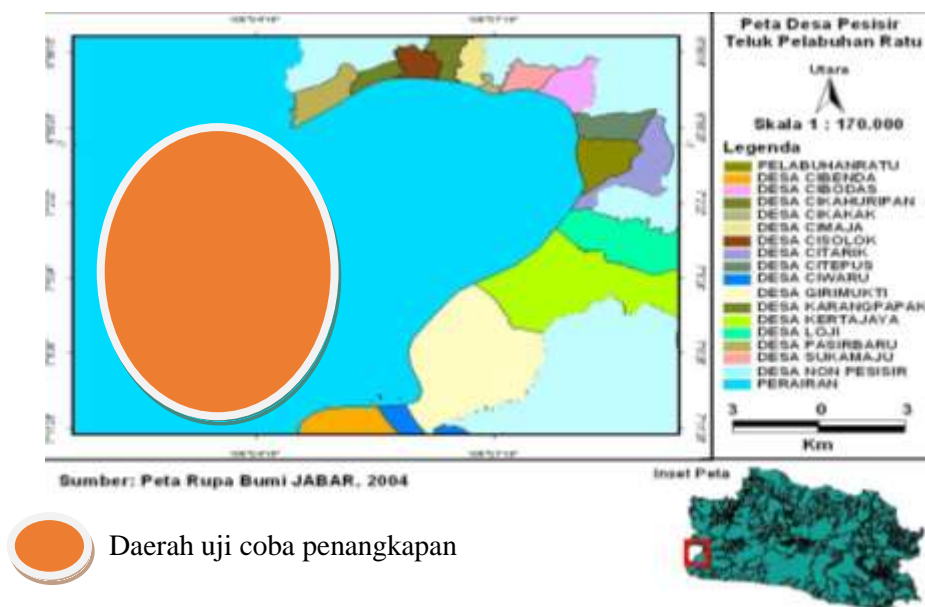 Peta Desa Pesisir
Teluk Pelabuhan Ratu
Utara
Skala 1 : 170.000
Legenda
PELABUHANRATU
DESA CIBENDA
DESA CIBODAS
DESA CIKAHURIPAN
DESA CIKAKAK
DESA CIMAJA
DESA CISOLOK
DESA CITARIK
DESA CITEPUS
DESA CIWARU
DESA GIRIMUKTI
DESA KARANGPAPAK
DESA KERTAJAYA
DESA LOJI
DESA PASIRBARU
DESA SUKAMAJU
DESA NON PESISIR
PERAIRAN
3 0 3
Km
Sumber: Peta Rupa Bumi JABAR, 2004
Inset Peta
Daerah uji coba penangkapan